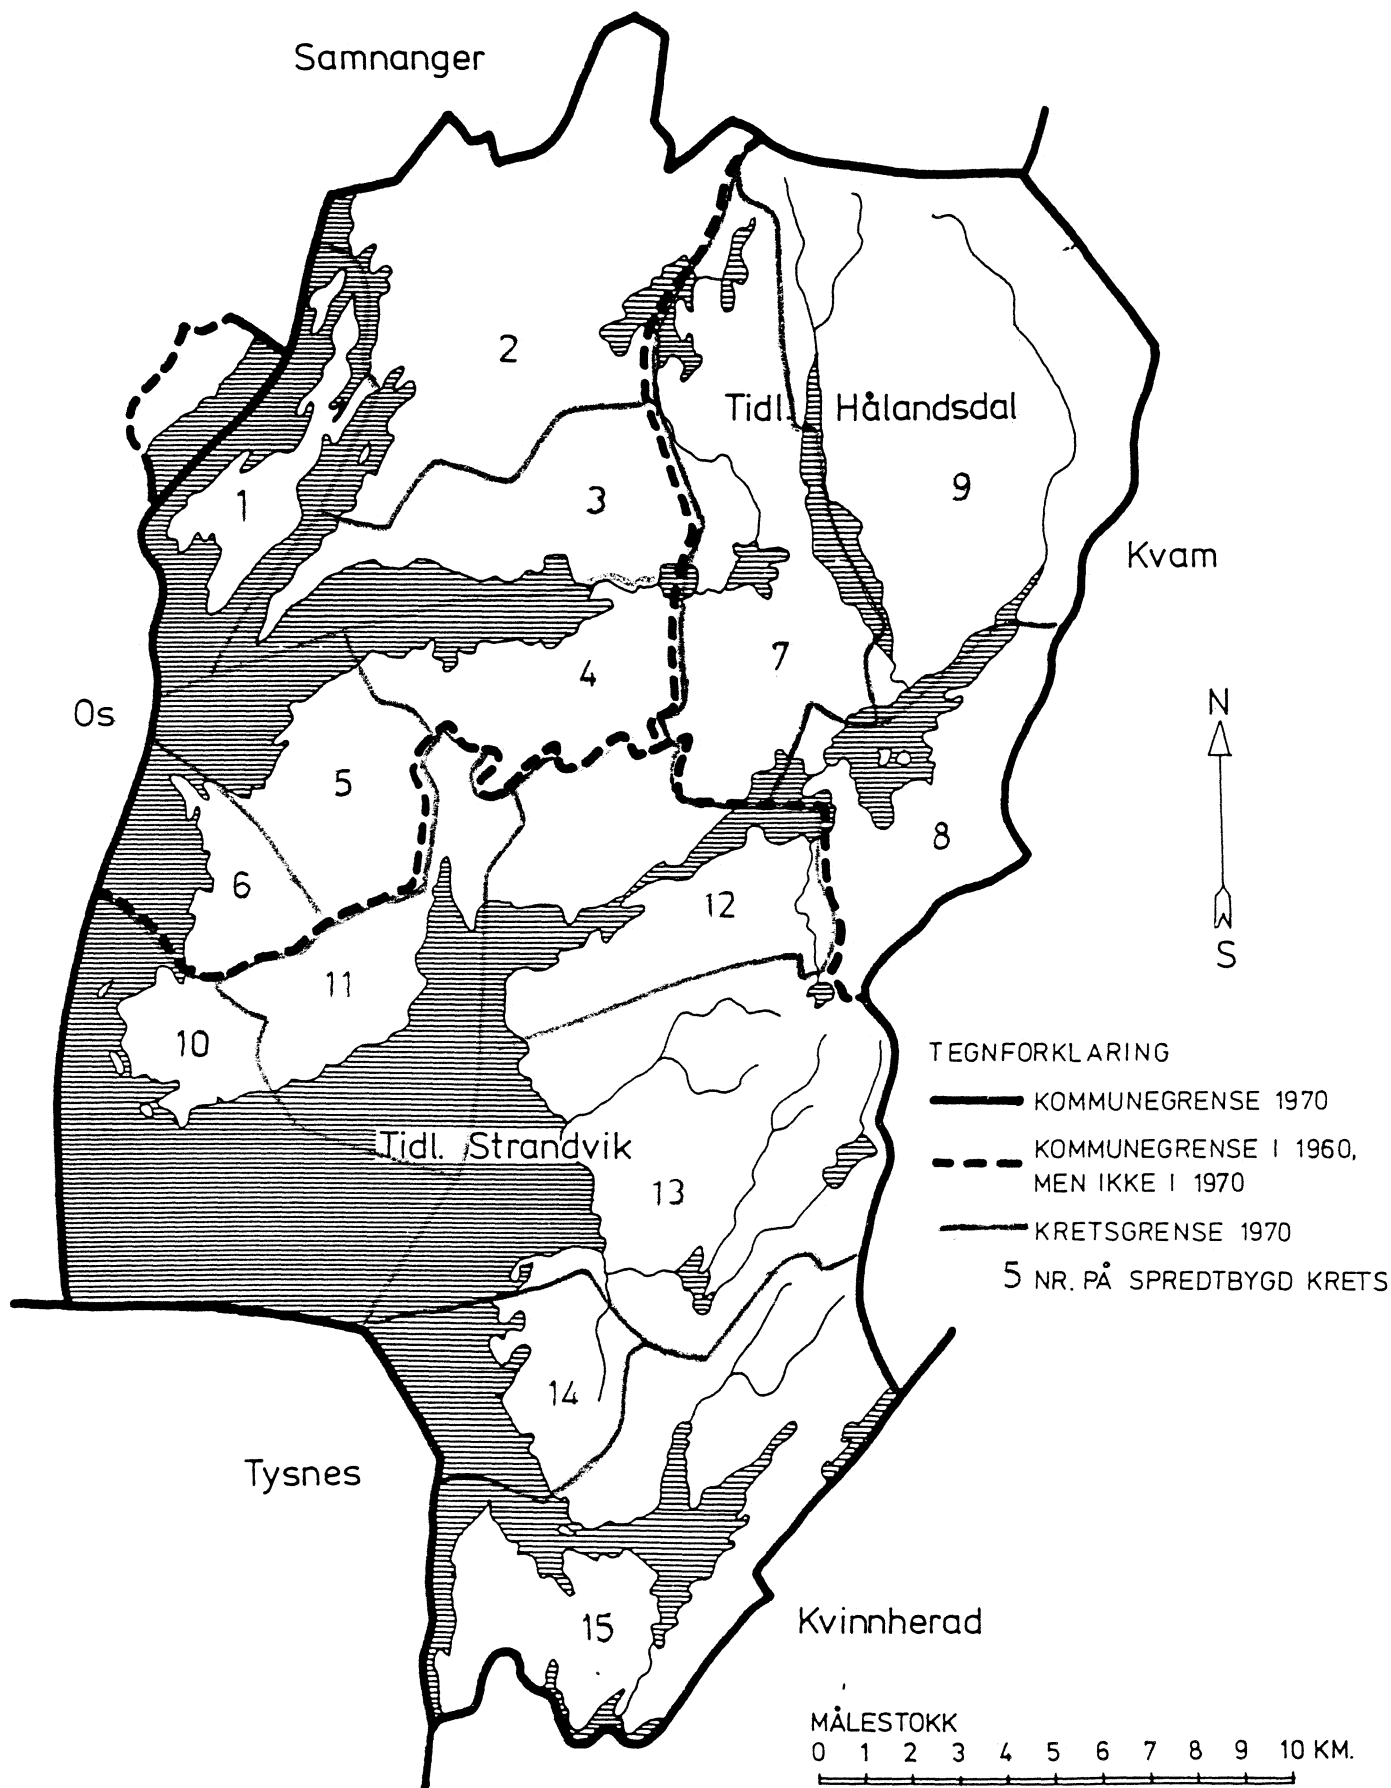 Samnanger
2
Tidl. Hålandsdal
1
3
9
Kvam
7
4
Os
N
5
8
6
12
S
11
10
TEGNFORKLARING
KOMMUNEGRENSE 1970
Tidl. Strandvik
KOMMUNEGRENSE I 1960,
MEN IKKE I 1970
13
KRETSGRENSE 1970
5 NR. PÅ SPREDTBYGD KRETS
14
Tysnes
15
Kvinnherad
MÅLESTOKK
0 1 2 3 4 5 6 7 8 9 10 KM.